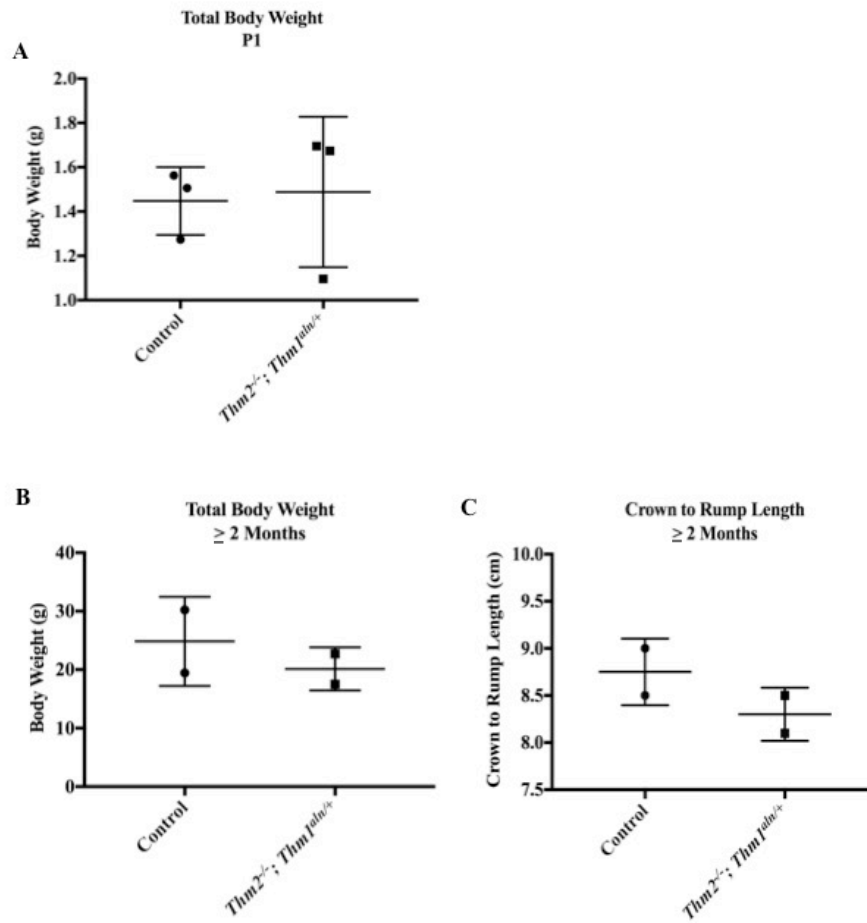 Total Body Weight
P1
A
Body Weight (g)
2.0
1.8
1.6
1.4
1.2
1.0
Control
Thm2-/-; Thm1aln/+
B
Total Body Weight
≥ 2 Months
Body Weight (g)
40
30
20
10
0
Control
Thm2-/-; Thm1aln/+
C
Crown to Rump Length
≥ 2 Months
Crown to Rump Length (cm)
10.0
9.5
9.0
8.5
8.0
7.5
Control
Thm2-/-; Thm1aln/+